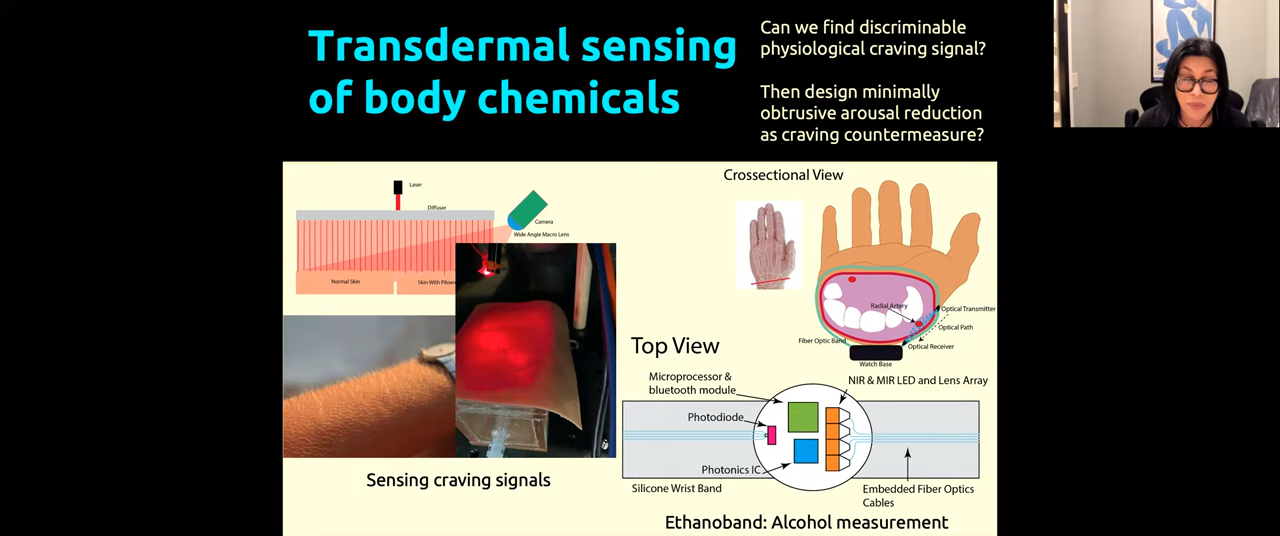 Transdermal sensing
of body chemicals
Can we find discriminable
physiological craving signal?
Then design minimally
obtrusive arousal reduction
as craving countermeasure?
Laser
Diffuser
Camera
Wide Angle Macro Lens
Normal Skin
Skin With Piloere
Sensing craving signals
Crossectional View
Radial Artery
Optical Transmitter
Optical Path
Optical Receiver
Fiber Optic Band
Watch Base
Top View
Microprocessor &
bluetooth module
NIR & MIR LED and Lens Array
Photodiode
Photonics IC
Silicone Wrist Band
Embedded Fiber Optics
Cables
Ethanoband: Alcohol measurement